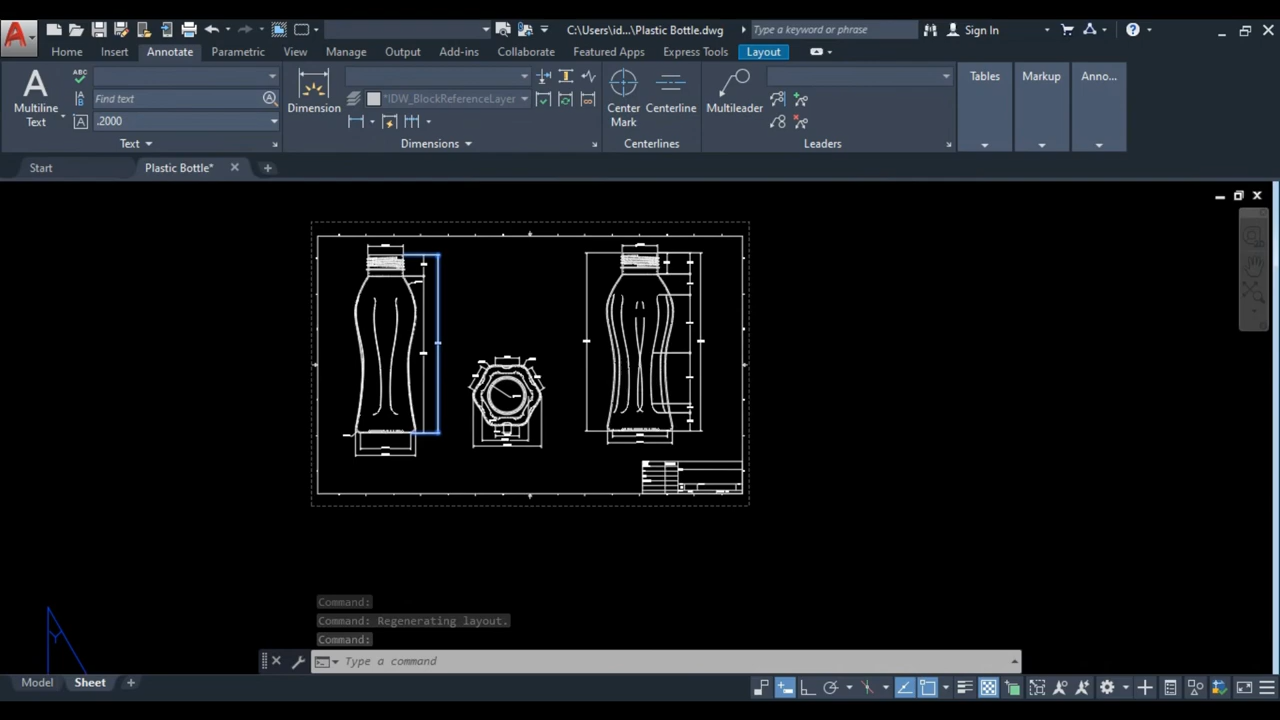 A
C:\Users\id...\Plastic Bottle.dwg
Type a keyword or phrase
Sign In
Home
Insert
Annotate
Parametric
View
Manage
Output
Add-ins
Collaborate
Featured Apps
Express Tools
Layout
Multiline
Text
ABC
Find text
.2000
Text
Dimension
*IDW_BlockReferenceLayer
Dimensions
Center
Mark
Centerline
Centerlines
Multileader
Leaders
Tables
Markup
Anno...
Start
Plastic Bottle*
Command:
Command: Regenerating layout.
Command:
Type a command
Y
Model
Sheet